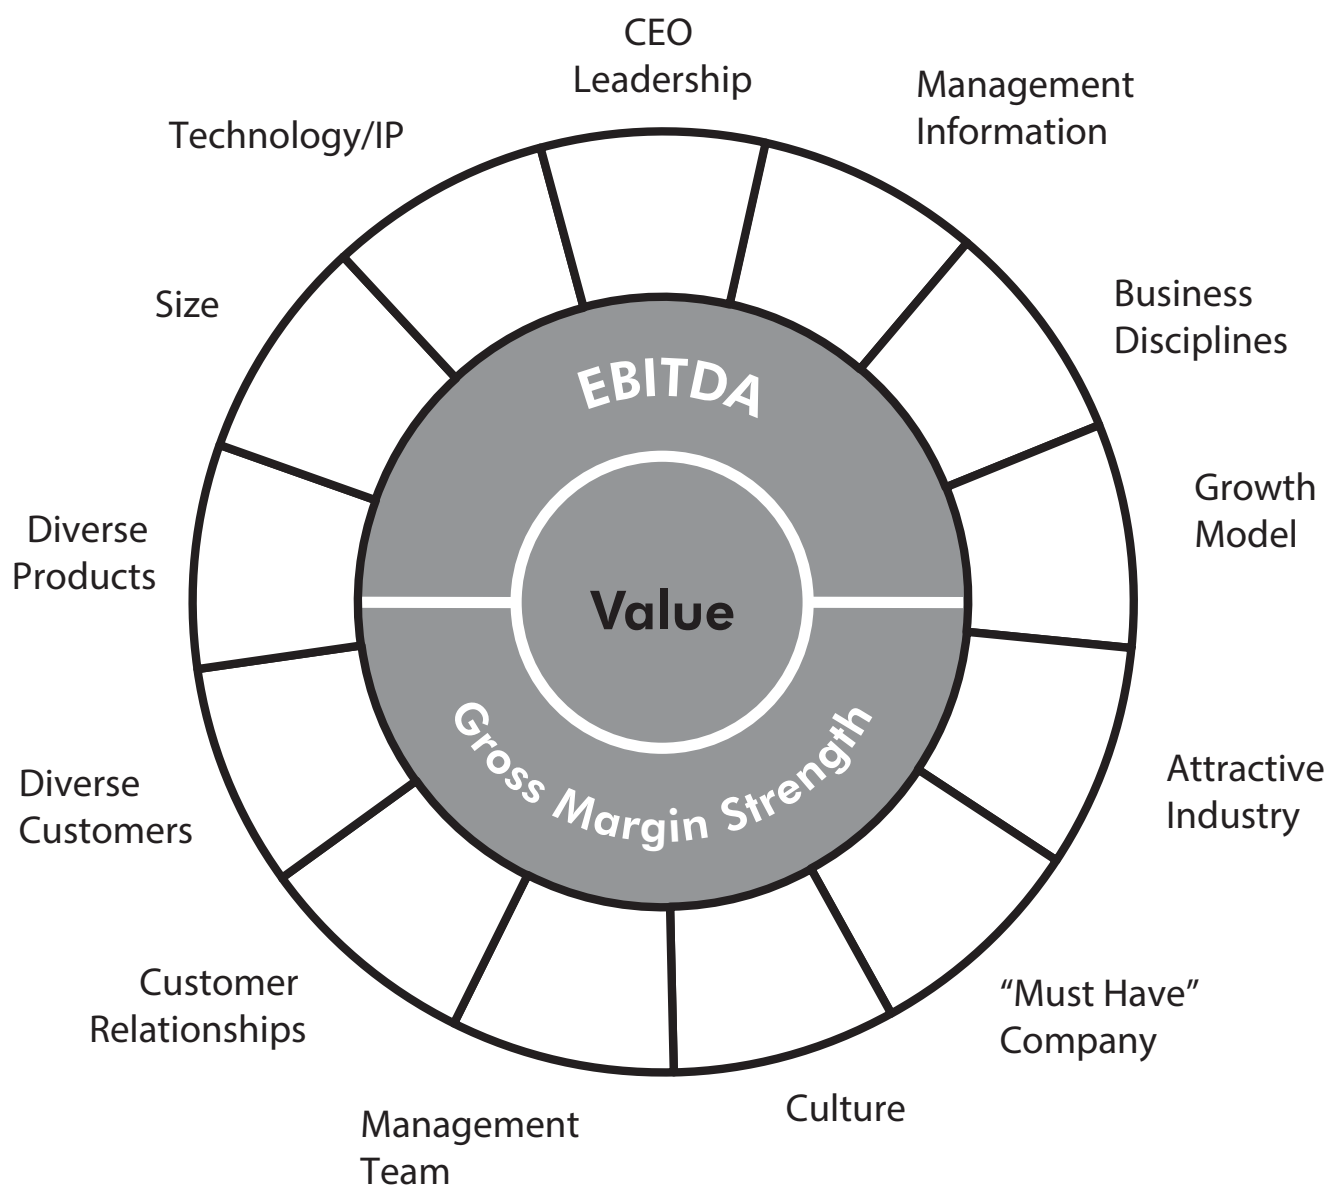 CEO
Leadership
Management
Information
Business
Disciplines
Growth
Model
Attractive
Industry
“Must Have”
Company
Culture
Management
Team
Customer
Relationships
Diverse
Customers
Diverse
Products
Size
Technology/IP
EBITDA
Value
Gross Margin Strength